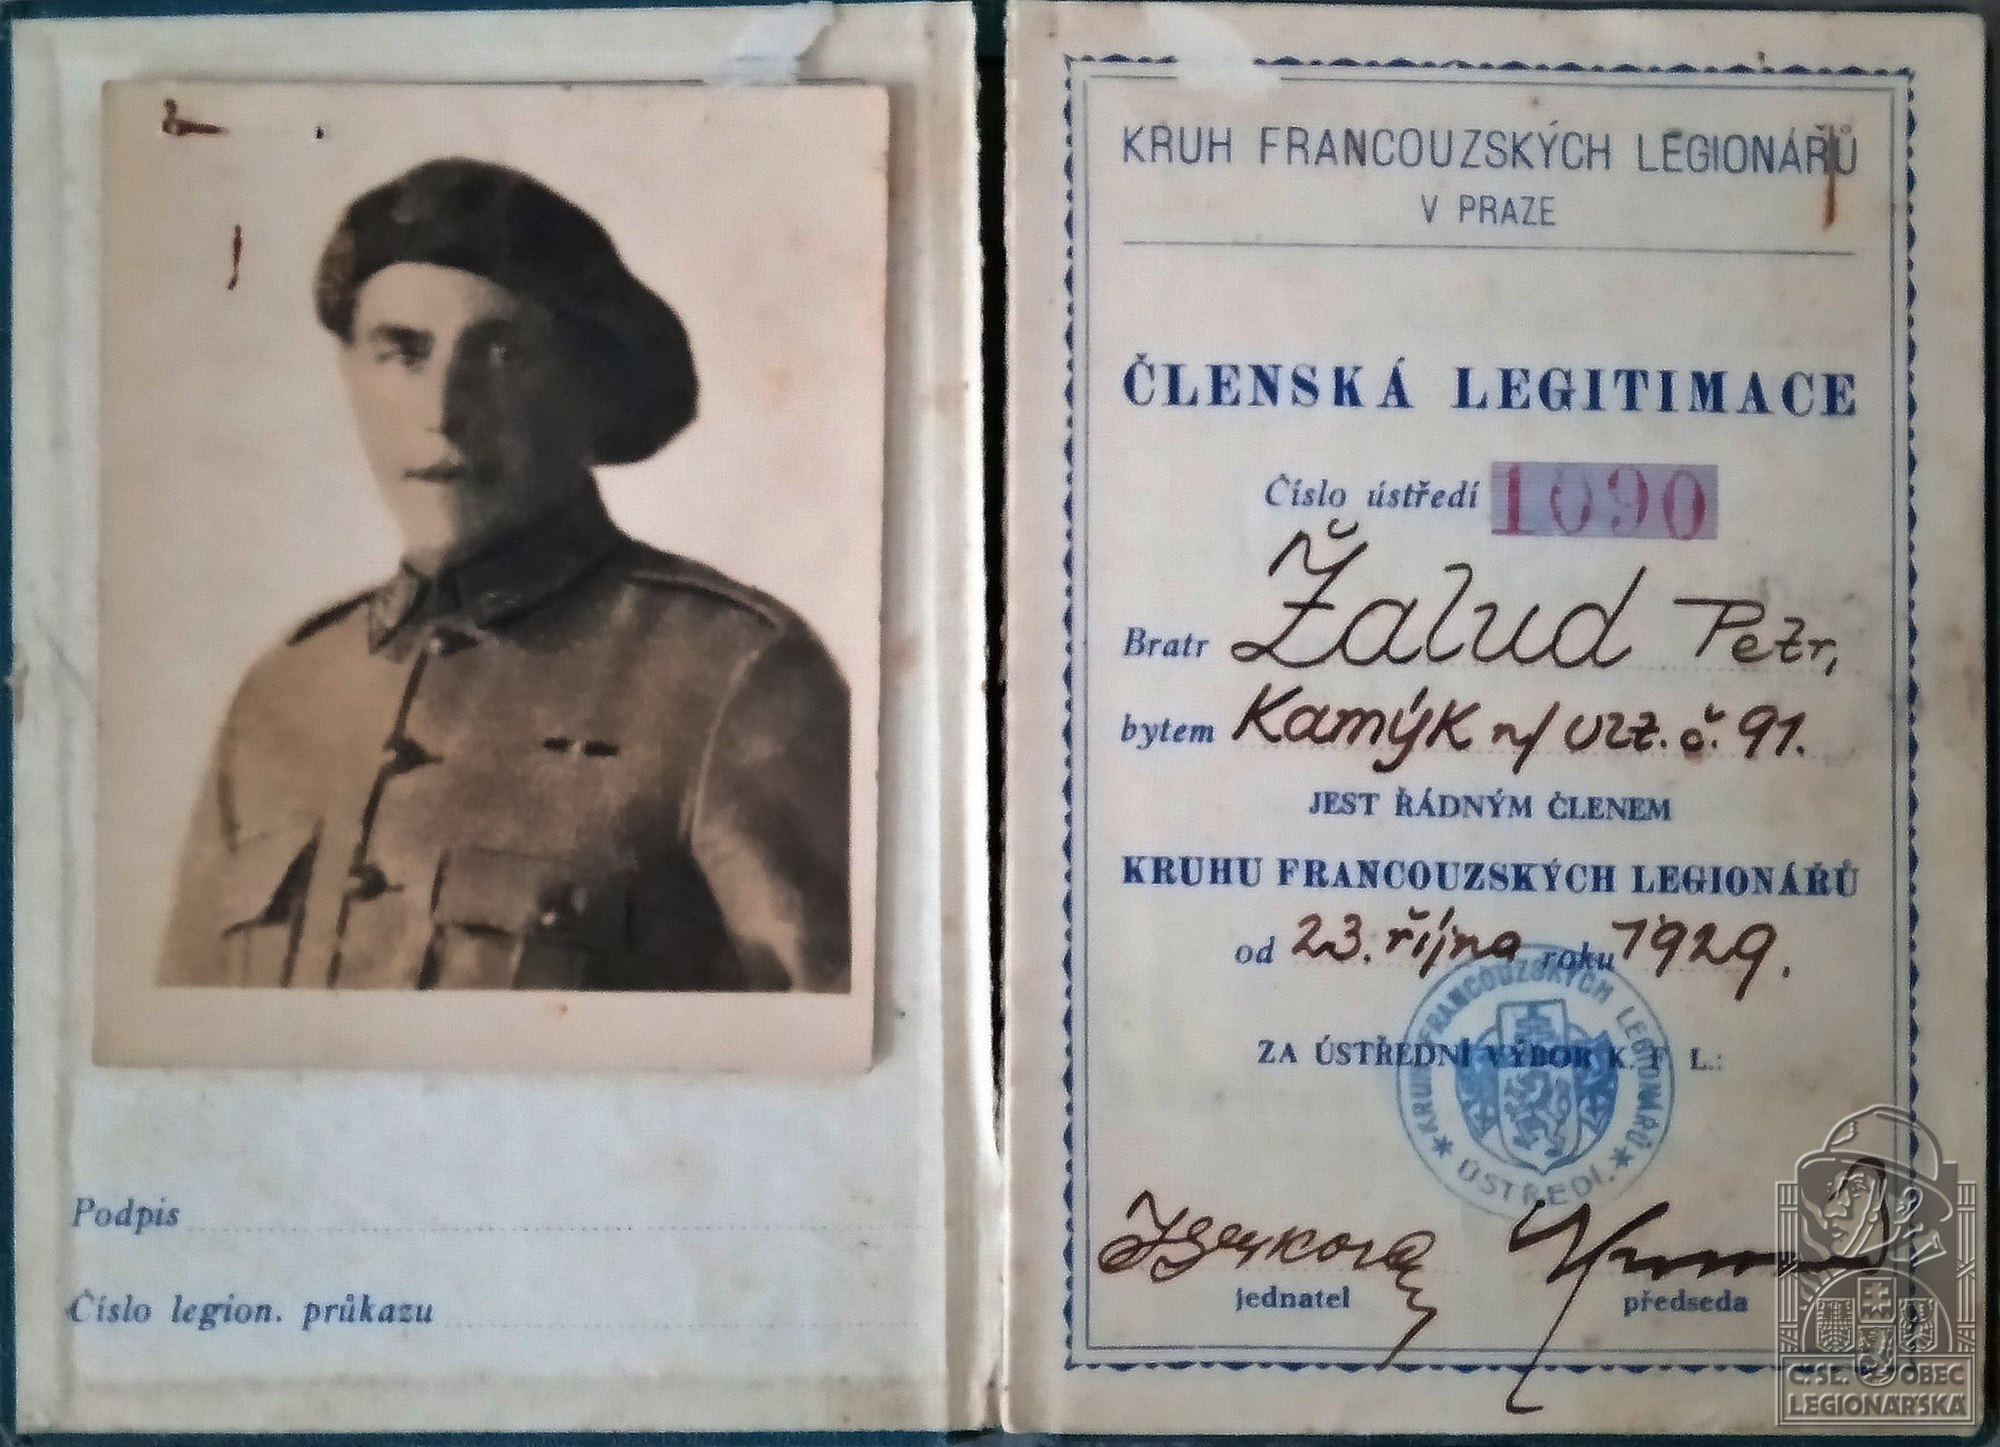 Podpis
Číslo legion. průkazu
KRUH FRANCOUZSKÝCH LEGIONÁŘŮ
V PRAZE
ČLENSKÁ LEGITIMACE
Číslo ústředí 1090
Bratr Žalud Petr,
bytem Kamýk n/ Vlt. č. 91.
JEST ŘÁDNÝM ČLENEM
KRUHU FRANCOUZSKÝCH LEGIONÁŘŮ
od 23. října roku 1929.
ZA ÚSTŘEDNÍ VÝBOR K. F. L.:
KRUH FRANCOUZSKÝCH LEGIONÁŘŮ
* ÚSTŘEDÍ. *
jednatel
předseda
Č. SL. OBEC
LEGIONÁŘSKÁ